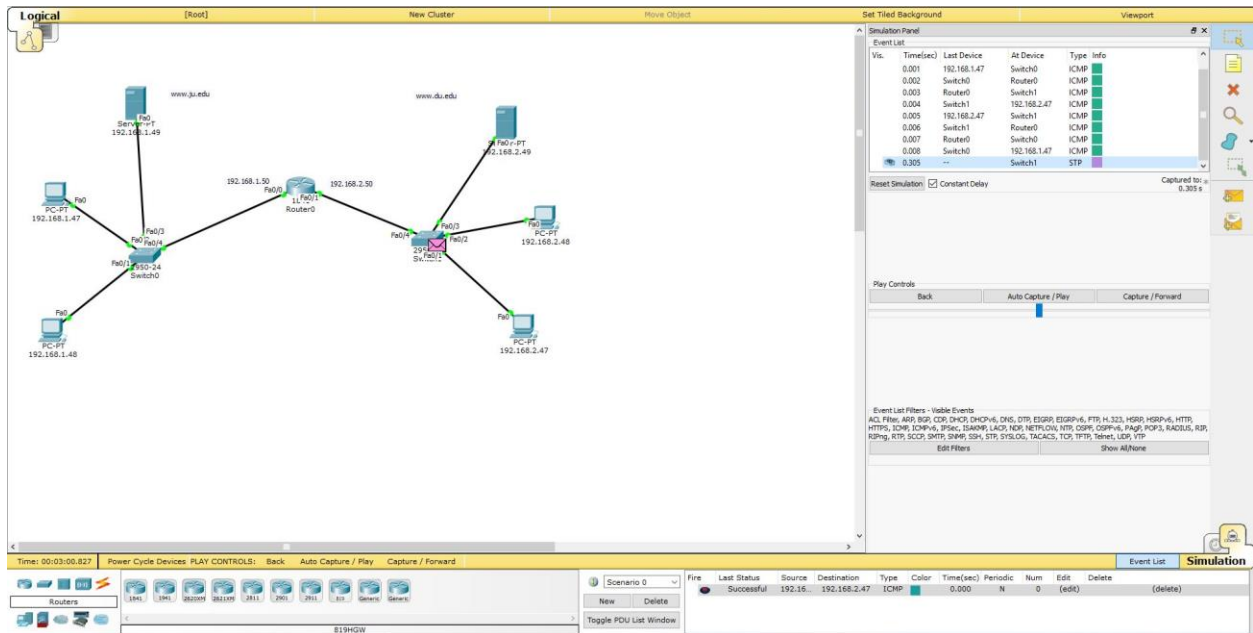 Logical
[Root]
New Cluster
Move Object
Set Tiled Background
Viewport
www.ju.edu
www.du.edu
Fa0
192.168.1.49
Fa0
192.168.2.49
PC-PT
192.168.1.47
Fa0
192.168.1.50
Fa0/0
192.168.2.50
Fa0/1
Router0
Fa0/3
Fa0/4
Fa0/1
2950-24
Switch0
Fa0
PC-PT
192.168.1.48
Fa0/4
Fa0/3
Fa0/2
Fa0/1
Fa0
PC-PT
192.168.2.48
Fa0
PC-PT
192.168.2.47
Simulation Panel
Event List
Vis. Time(sec) Last Device At Device Type Info
0.001 192.168.1.47 Switch0 ICMP
0.002 Switch0 Router0 ICMP
0.003 Router0 Switch1 ICMP
0.004 Switch1 192.168.2.47 ICMP
0.005 192.168.2.47 Switch1 ICMP
0.006 Switch1 Router0 ICMP
0.007 Router0 Switch0 ICMP
0.008 Switch0 192.168.1.47 ICMP
0.305 -- Switch1 STP
Reset Simulation Constant Delay
Captured to:
0.305 s
Play Controls
Back Auto Capture / Play Capture / Forward
Event List Filters - Visible Events
ACL Filter, ARP, BGP, CDP, DHCP, DHCPv6, DNS, DTP, EIGRP, EIGRPv6, FTP, H.323, HSRP, HSRPv6, HTTP,
HTTPS, ICMP, ICMPv6, IPSec, ISAKMP, LACP, NDP, NETFLOW, NTP, OSPF, OSPFv6, PAgP, POP3, RADIUS, RIP,
RIPng, RTP, SCCP, SMTP, SNMP, SSH, STP, SYSLOG, TACACS, TCP, TFTP, Telnet, UDP, VTP
Edit Filters Show All/None
Time: 00:03:00.827 Power Cycle Devices PLAY CONTROLS: Back Auto Capture / Play Capture / Forward
Event List Simulation
Routers
1841 1941 2620XM 2621XM 2811 2901 2911 Generic Generic
819HGW
Scenario 0
New Delete
Toggle PDU List Window
Fire Last Status Source Destination Type Color Time(sec) Periodic Num Edit Delete
Successful 192.16... 192.168.2.47 ICMP 0.000 N 0 (edit) (delete)